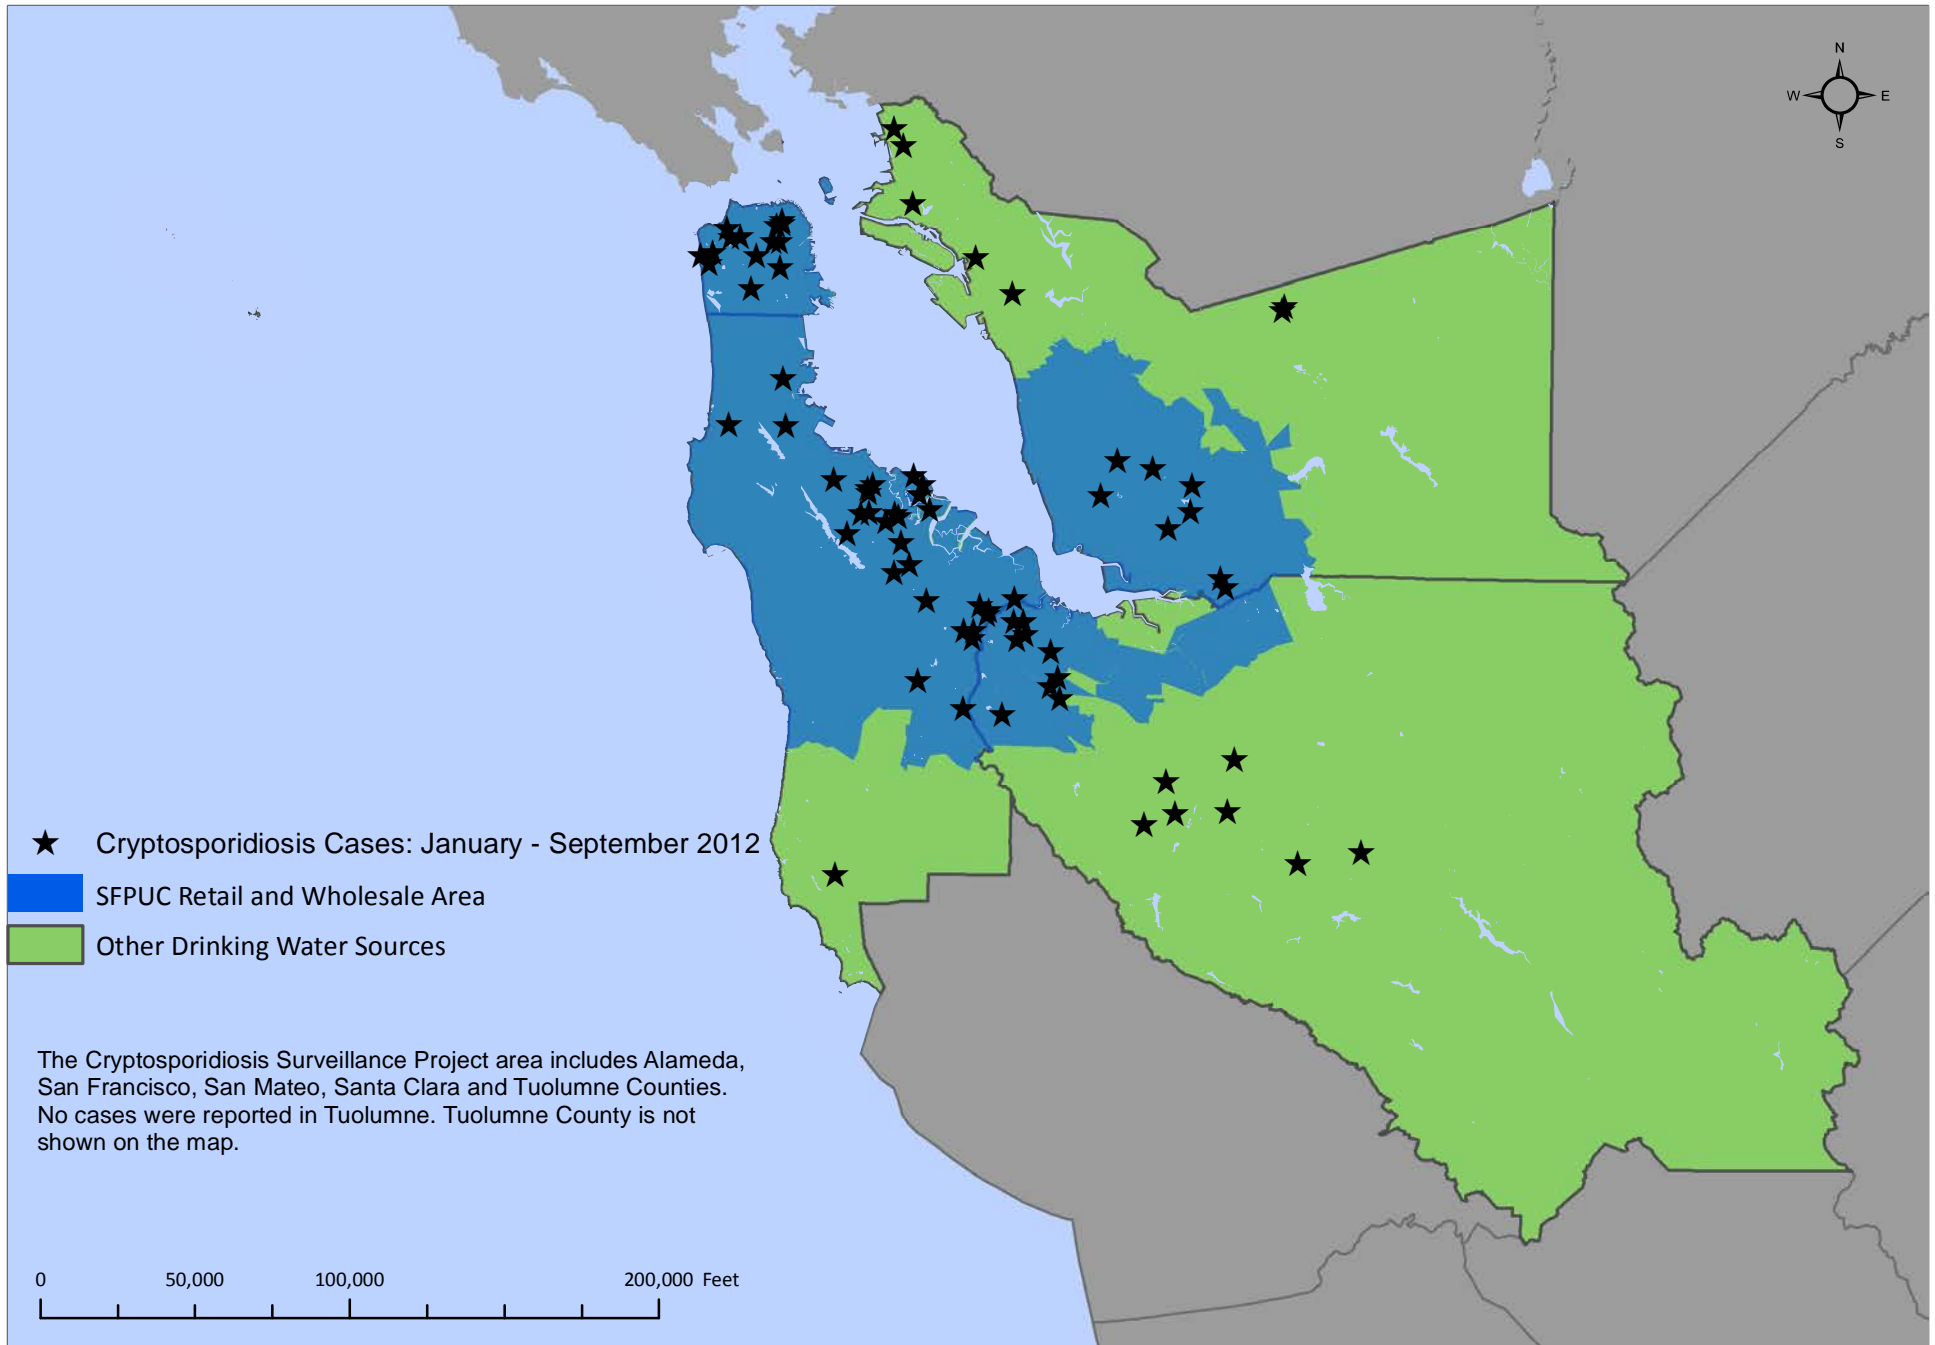 N
W E
S
Cryptosporidiosis Cases: January - September 2012
SFPUC Retail and Wholesale Area
Other Drinking Water Sources
The Cryptosporidiosis Surveillance Project area includes Alameda,
San Francisco, San Mateo, Santa Clara and Tuolumne Counties.
No cases were reported in Tuolumne. Tuolumne County is not
shown on the map.
0 50,000 100,000 200,000 Feet